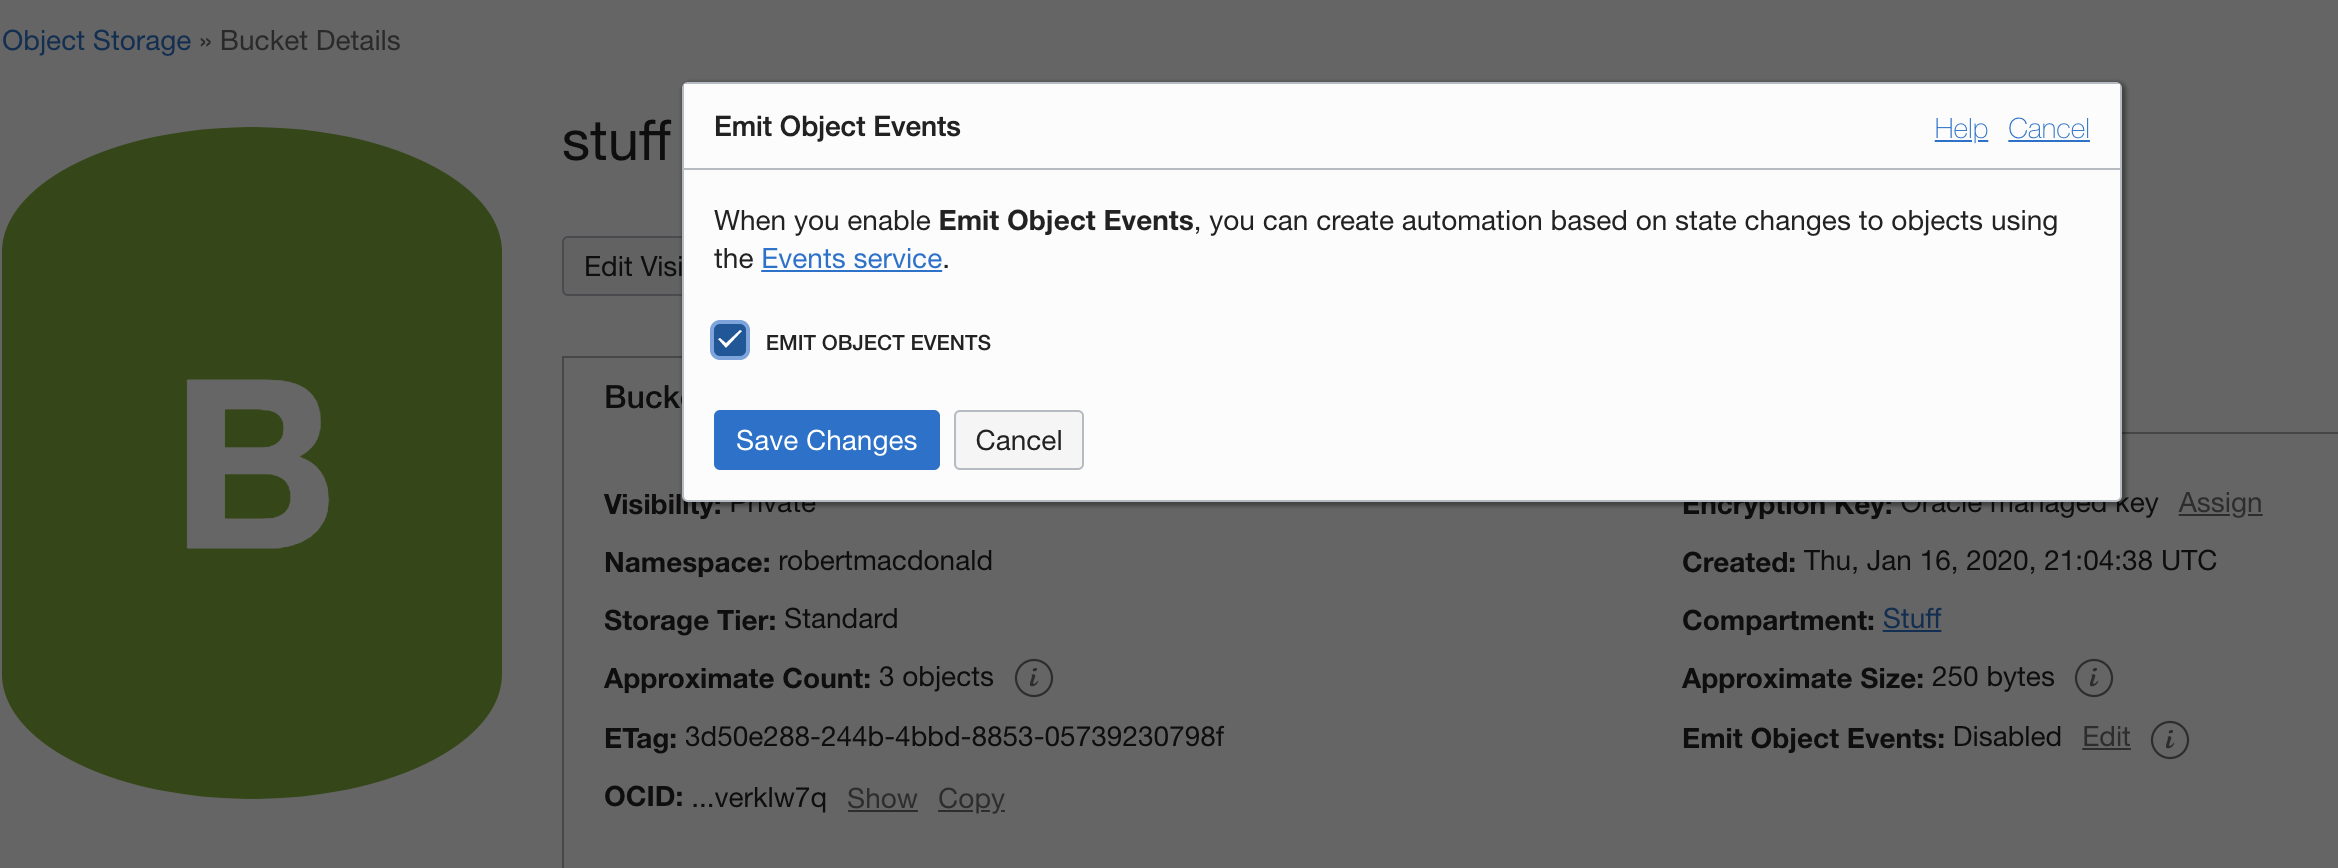 Object Storage » Bucket Details
stuff
Emit Object Events
Help Cancel
When you enable Emit Object Events, you can create automation based on state changes to objects using
the Events service.
Edit Visi
EMIT OBJECT EVENTS
B
Buck
Save Changes Cancel
Visibility: Private
Encryption Key: Oracle managed key Assign
Namespace: robertmacdonald
Created: Thu, Jan 16, 2020, 21:04:38 UTC
Storage Tier: Standard
Compartment: Stuff
Approximate Count: 3 objects i
Approximate Size: 250 bytes i
ETag: 3d50e288-244b-4bbd-8853-05739230798f
Emit Object Events: Disabled Edit i
OCID: ...verklw7q Show Copy